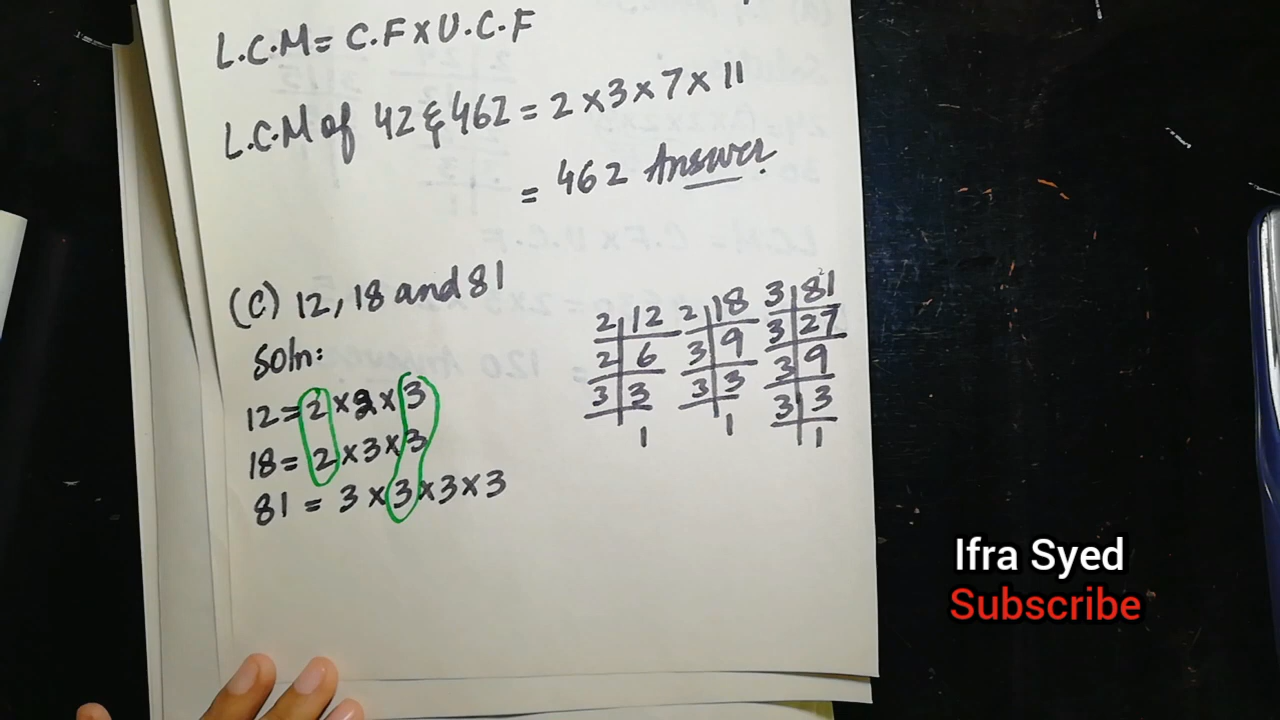 L.C.M= C.F×U.C.F
L.C.M of 42 & 462 = 2×3×7×11
= 462 Answer.
(C) 12, 18 and 81
Soln:
12=2×2×3
18=2×3×3
81 = 3×3×3×3
2|12
2|6
3|3
1
2|18
3|9
3|3
1
3|81
3|27
3|9
3|3
1
Ifra Syed
Subscribe